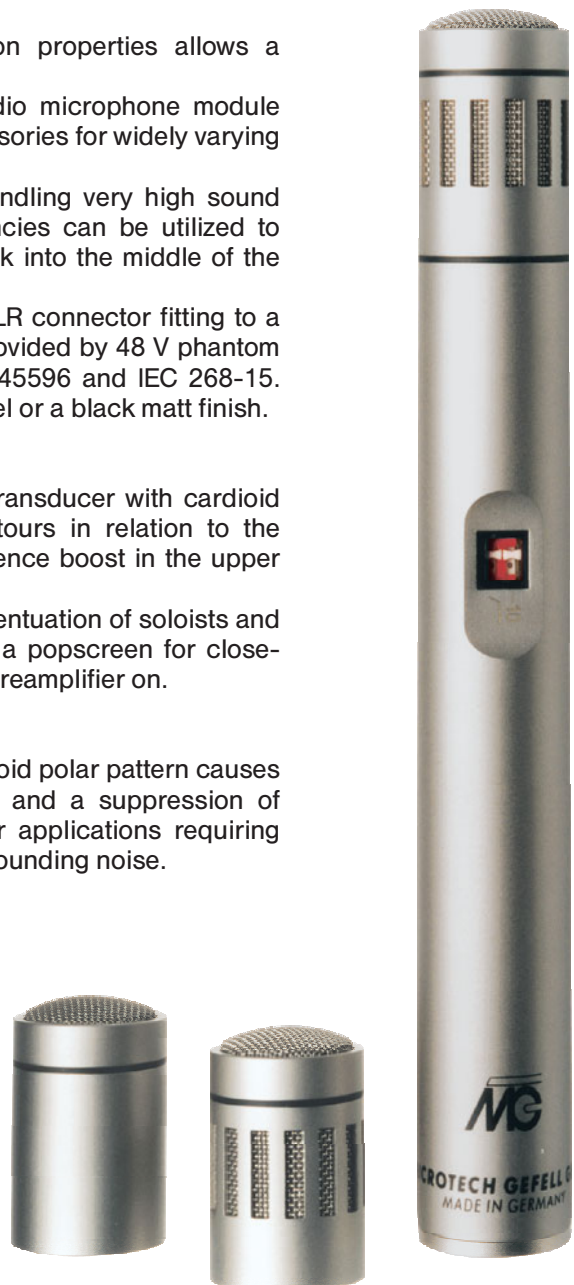 on properties allows a
dio microphone module
sories for widely varying
ndling very high sound
ncies can be utilized to
k into the middle of the
LR connector fitting to a
ovided by 48 V phantom
45596 and IEC 268-15.
el or a black matt finish.
ransducer with cardioid
tours in relation to the
ence boost in the upper
entuation of soloists and
a popscreen for close-
reamplifier on.
oid polar pattern causes
and a suppression of
r applications requiring
ounding noise.
10
MG
CROTECH GEFELL G
MADE IN GERMANY